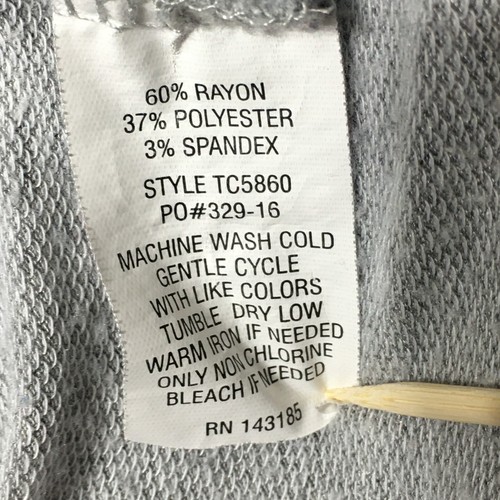 60% RAYON
37% POLYESTER
3% SPANDEX
STYLE TC5860
PO#329-16
MACHINE WASH COLD
GENTLE CYCLE
WITH LIKE COLORS
TUMBLE DRY LOW
WARM IRON IF NEEDED
ONLY NON CHLORINE
BLEACH IF NEEDED
RN 143185